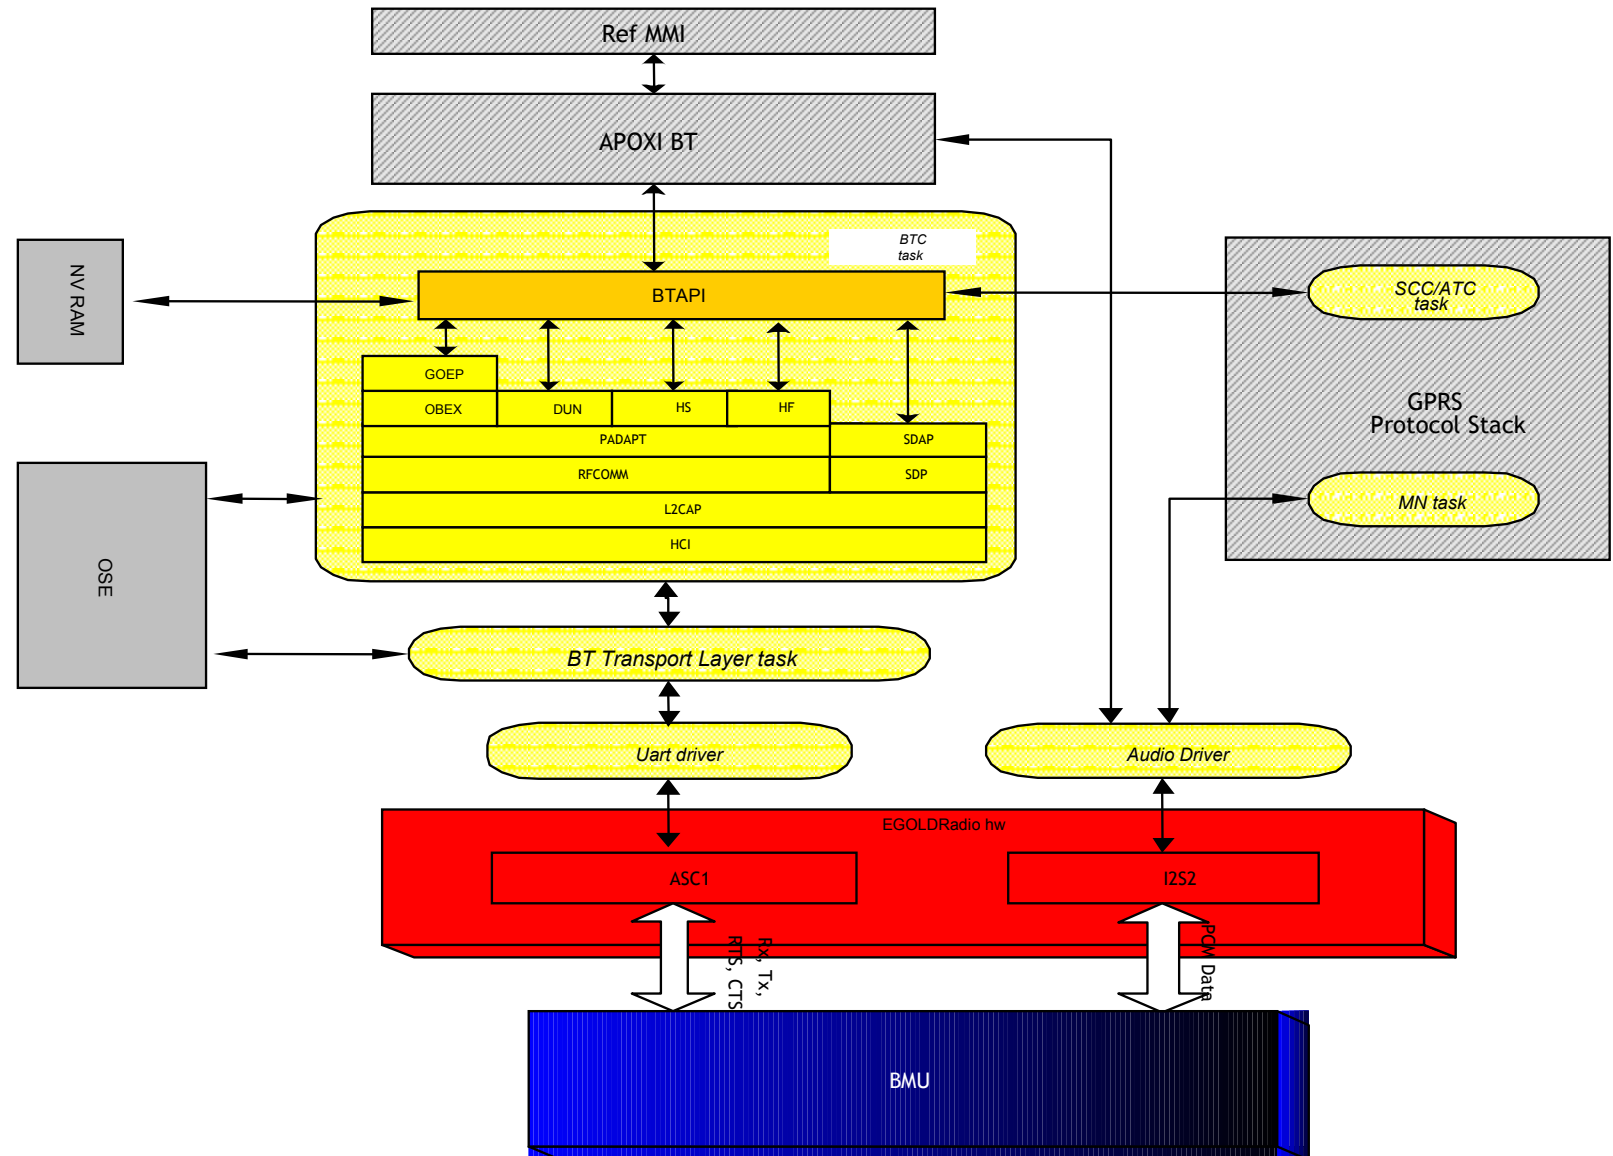 Ref MMI
APOXI BT
BTC
task
NV RAM
BTAPI
SCC/ATC
task
GOEP
OBEX
DUN
HS
HF
GPRS
Protocol Stack
PADAPT
SDAP
RFCOMM
SDP
L2CAP
MN task
HCI
OSE
BT Transport Layer task
Uart driver
Audio Driver
EGOLDRadio hw
ASC1
I2S2
Rx, Tx,
RTS, CTS
PCM Data
BMU